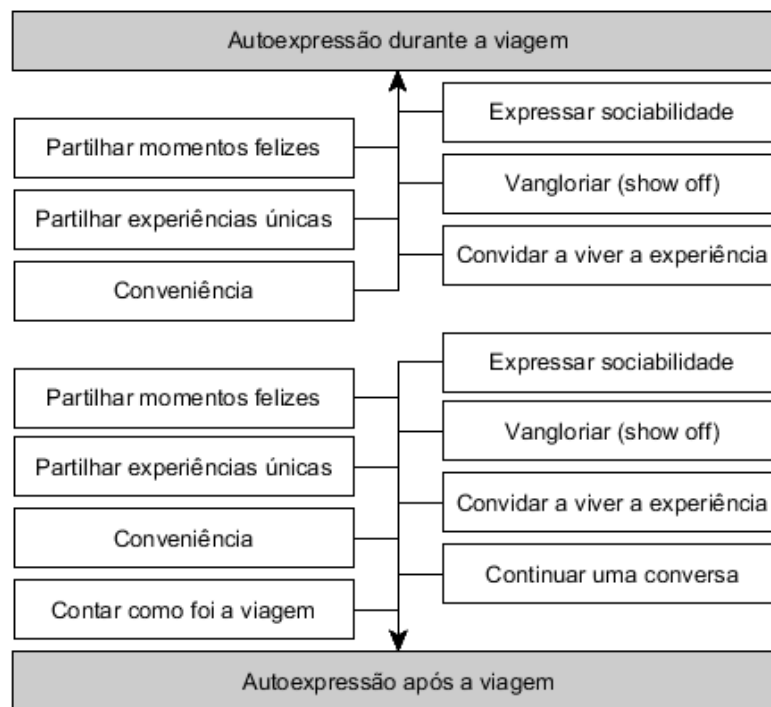 Autoexpressão durante a viagem
Expressar sociabilidade
Partilhar momentos felizes
Vangloriar (show off)
Partilhar experiências únicas
Convidar a viver a experiência
Conveniência
Expressar sociabilidade
Partilhar momentos felizes
Vangloriar (show off)
Partilhar experiências únicas
Convidar a viver a experiência
Conveniência
Continuar uma conversa
Contar como foi a viagem
Autoexpressão após a viagem